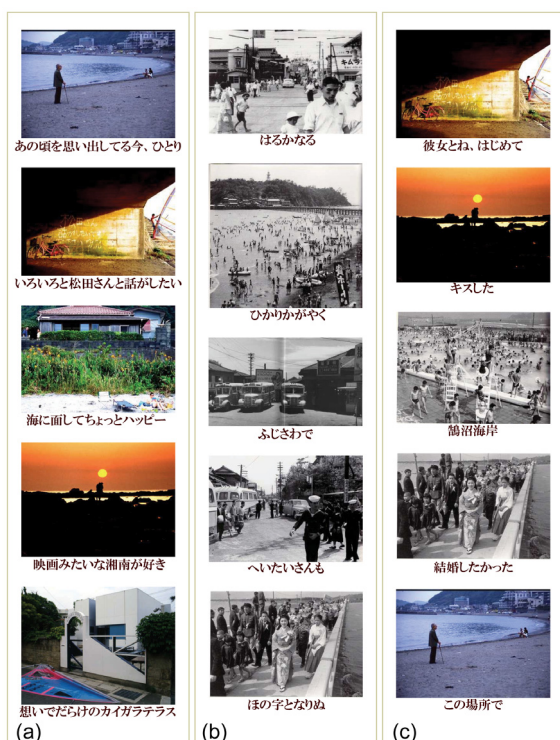 あの頃を思い出してる今、ひとり
いろいろと松田さんと話がしたい
海に面してちょっとハッピー
映画みたいな湘南が好き
想いでだらけのカイガラテラス
(a)
キムラ
はるかなる
ひかりかがやく
ふじさわで
へいたいさんも
ほの字となりぬ
(b)
彼女とね、はじめて
キスした
鵠沼海岸
結婚したかった
この場所で
(c)